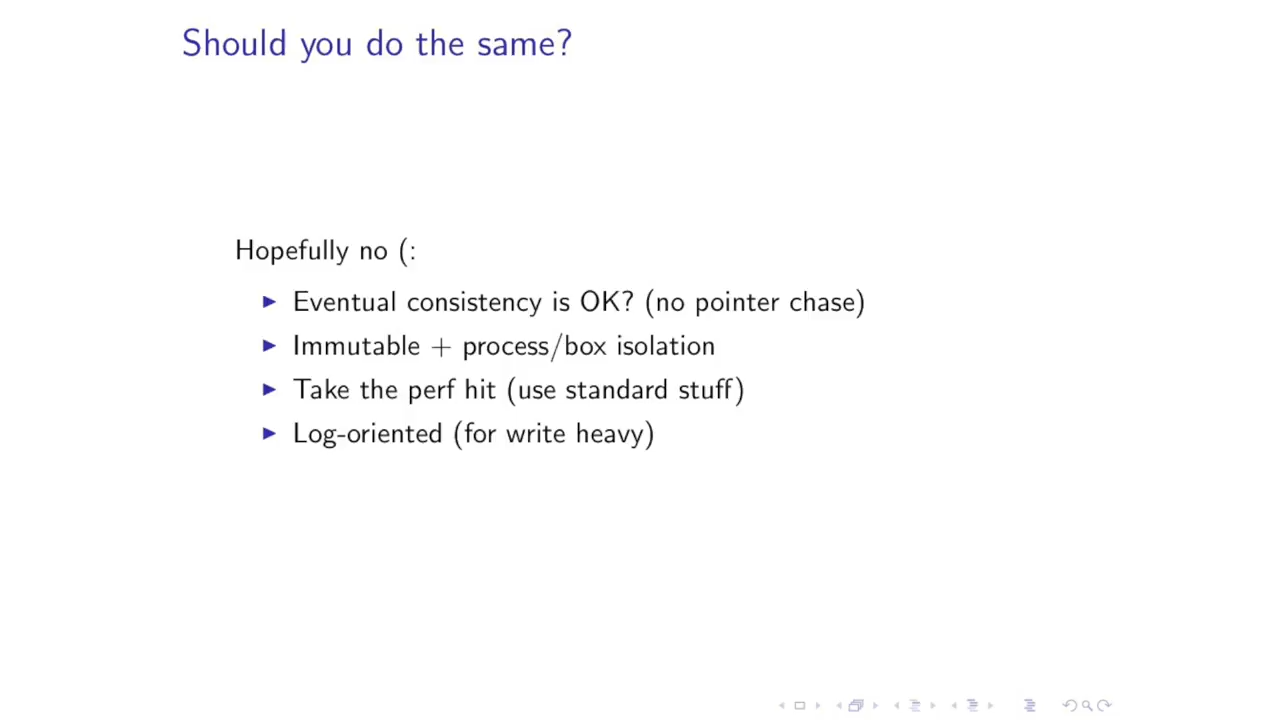 Should you do the same?
Hopefully no (:
Eventual consistency is OK? (no pointer chase)
Immutable + process/box isolation
Take the perf hit (use standard stuff)
Log-oriented (for write heavy)